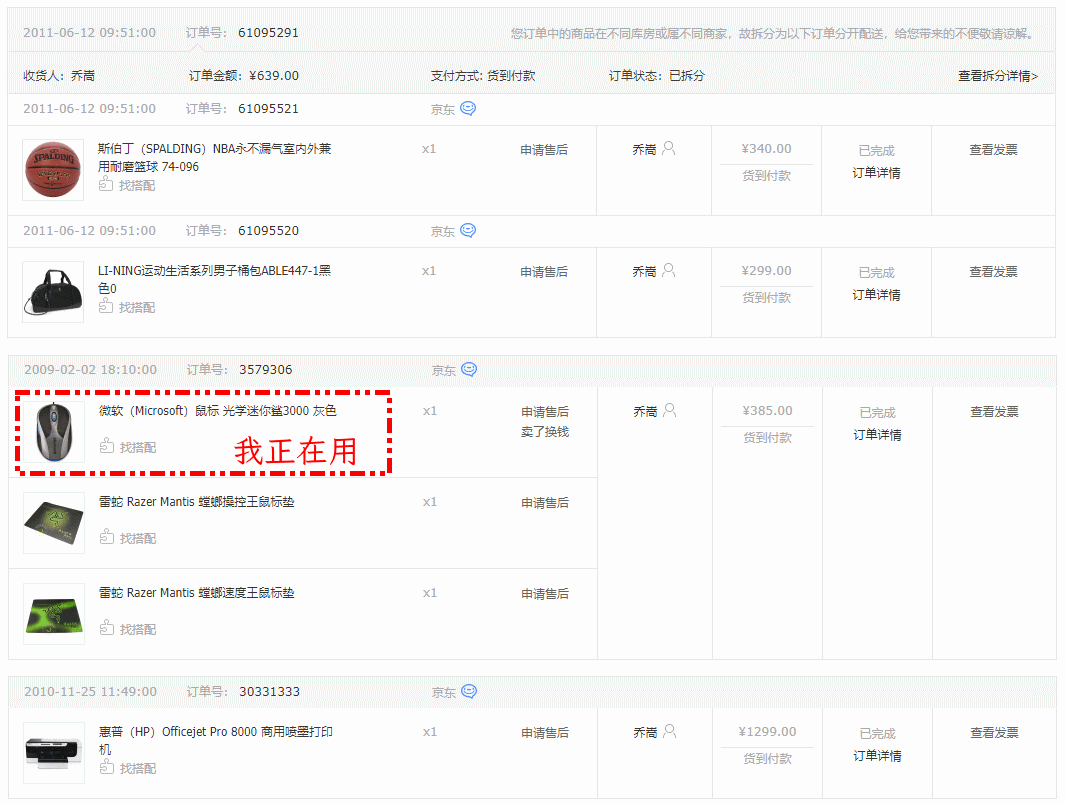 2011-06-12 09:51:00 订单号： 61095291 您订单中的商品在不同库房或属不同商家，故拆分为以下订单分开配送，给您带来的不便敬请谅解。
收货人：乔嵩 订单金额：¥639.00 支付方式：货到付款 订单状态：已拆分 查看拆分详情>
2011-06-12 09:51:00 订单号： 61095521 京东
SPALDING
斯伯丁（SPALDING）NBA永不漏气室内外兼 x1 申请售后 乔嵩 ¥340.00 已完成 查看发票
用耐磨篮球 74-096
货到付款 订单详情
找搭配
2011-06-12 09:51:00 订单号： 61095520 京东
LI-NING运动生活系列男子桶包ABLE447-1黑 x1 申请售后 乔嵩 ¥299.00 已完成 查看发票
色0
货到付款 订单详情
找搭配
2009-02-02 18:10:00 订单号： 3579306 京东
微软（Microsoft）鼠标 光学迷你鲨3000 灰色 x1 申请售后 乔嵩 ¥385.00 已完成 查看发票
卖了换钱 货到付款 订单详情
找搭配 我正在用
雷蛇 Razer Mantis 螳螂操控王鼠标垫 x1 申请售后
找搭配
雷蛇 Razer Mantis 螳螂速度王鼠标垫 x1 申请售后
找搭配
2010-11-25 11:49:00 订单号： 30331333 京东
惠普（HP）Officejet Pro 8000 商用喷墨打印 x1 申请售后 乔嵩 ¥1299.00 已完成 查看发票
机
货到付款 订单详情
找搭配